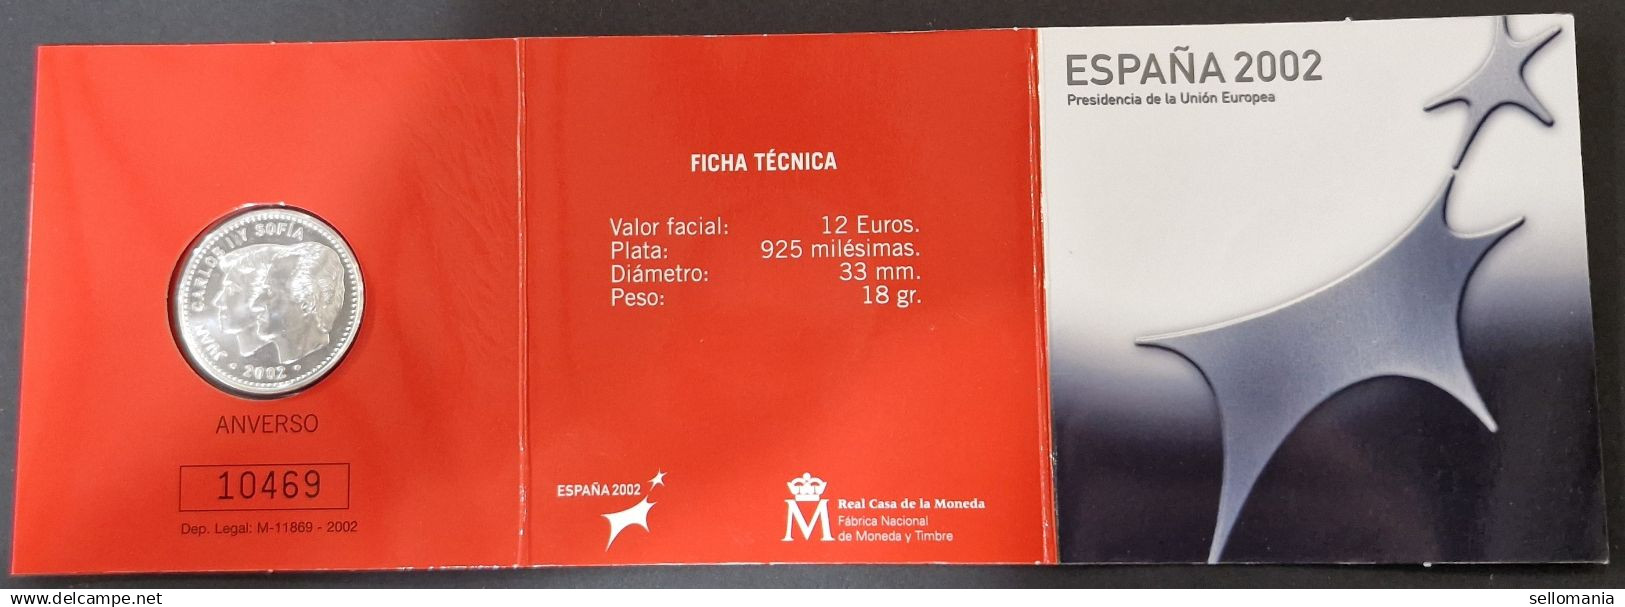 JUAN CARLOS I Y SOFÍA
• 2002 •
ANVERSO
10469
Dep. Legal: M-11869 - 2002
FICHA TÉCNICA
Valor facial: 12 Euros.
Plata: 925 milésimas.
Diámetro: 33 mm.
Peso: 18 gr.
ESPAÑA 2002
M
Real Casa de la Moneda
Fábrica Nacional
de Moneda y Timbre
ESPAÑA 2002
Presidencia de la Unión Europea
www.delcampe.net
sellomania